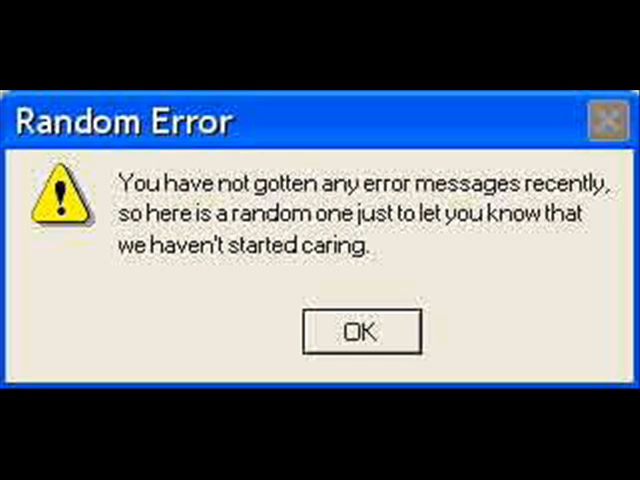 Random Error
You have not gotten any error messages recently,
so here is a random one just to let you know that
we haven't started caring.
OK